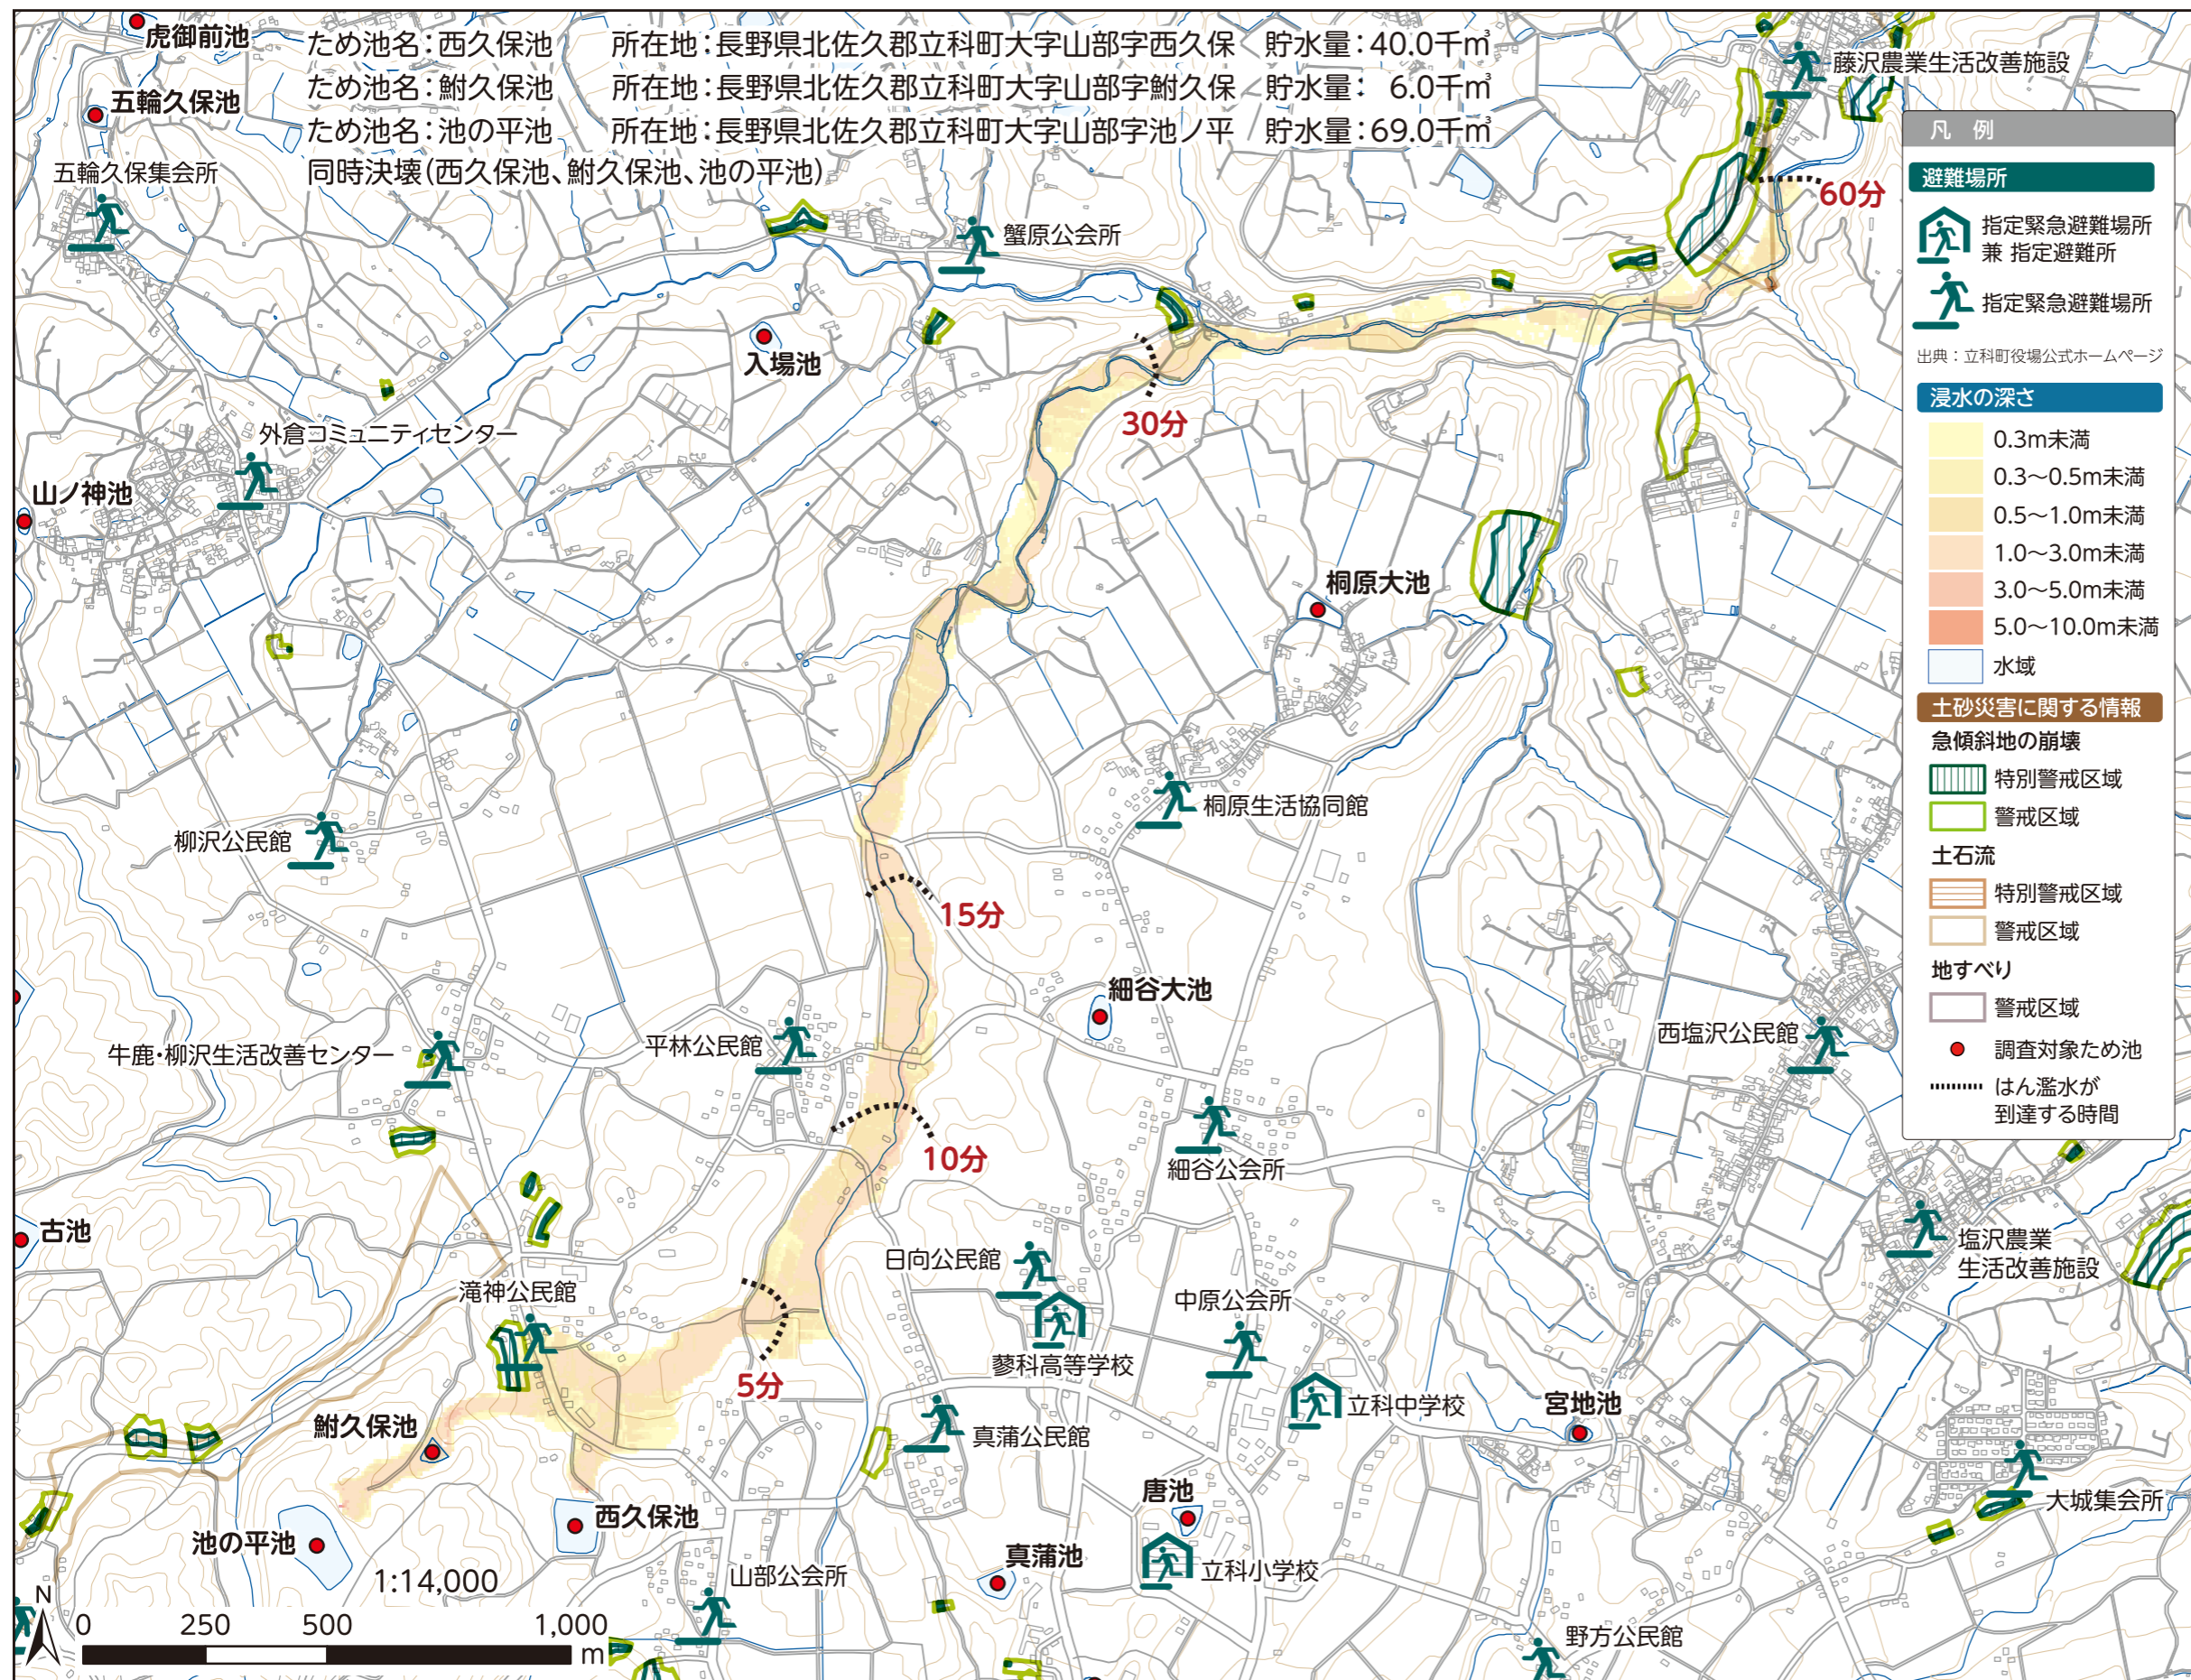 ため池名：西久保池　所在地：長野県北佐久郡立科町大字山部字西久保　貯水量：40.0千㎥
ため池名：鮒久保池　所在地：長野県北佐久郡立科町大字山部字鮒久保　貯水量： 6.0千㎥
ため池名：池の平池　所在地：長野県北佐久郡立科町大字山部字池ノ平　貯水量：69.0千㎥
同時決壊（西久保池、鮒久保池、池の平池）
虎御前池
五輪久保池
五輪久保集会所
蟹原公会所
藤沢農業生活改善施設
60分
入場池
30分
外倉コミュニティセンター
山ノ神池
桐原大池
桐原生活協同館
柳沢公民館
15分
細谷大池
平林公民館
牛鹿・柳沢生活改善センター
西塩沢公民館
10分
細谷公会所
古池
日向公民館
塩沢農業
生活改善施設
滝神公民館
中原公会所
蓼科高等学校
5分
立科中学校
宮地池
鮒久保池
真蒲公民館
唐池
大城集会所
西久保池
池の平池
真蒲池
立科小学校
山部公会所
野方公民館
1:14,000
N
0 250 500 1,000
m
凡 例
避難場所
指定緊急避難場所
兼 指定避難所
指定緊急避難場所
出典：立科町役場公式ホームページ
浸水の深さ
0.3m未満
0.3～0.5m未満
0.5～1.0m未満
1.0～3.0m未満
3.0～5.0m未満
5.0～10.0m未満
水域
土砂災害に関する情報
急傾斜地の崩壊
特別警戒区域
警戒区域
土石流
特別警戒区域
警戒区域
地すべり
警戒区域
調査対象ため池
はん濫水が
到達する時間